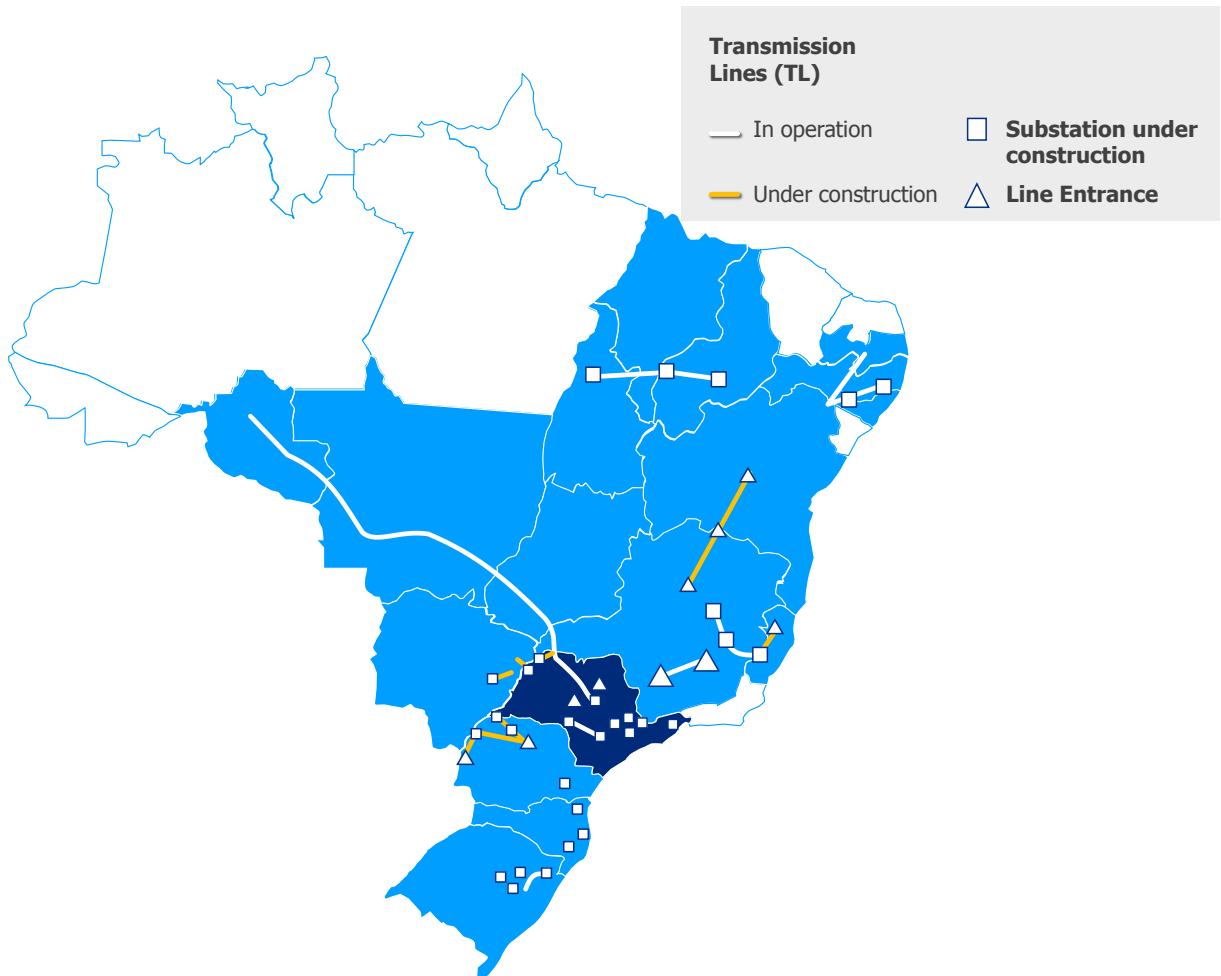 Transmission
Lines (TL)
In operation
Under construction
Substation under
construction
Line Entrance